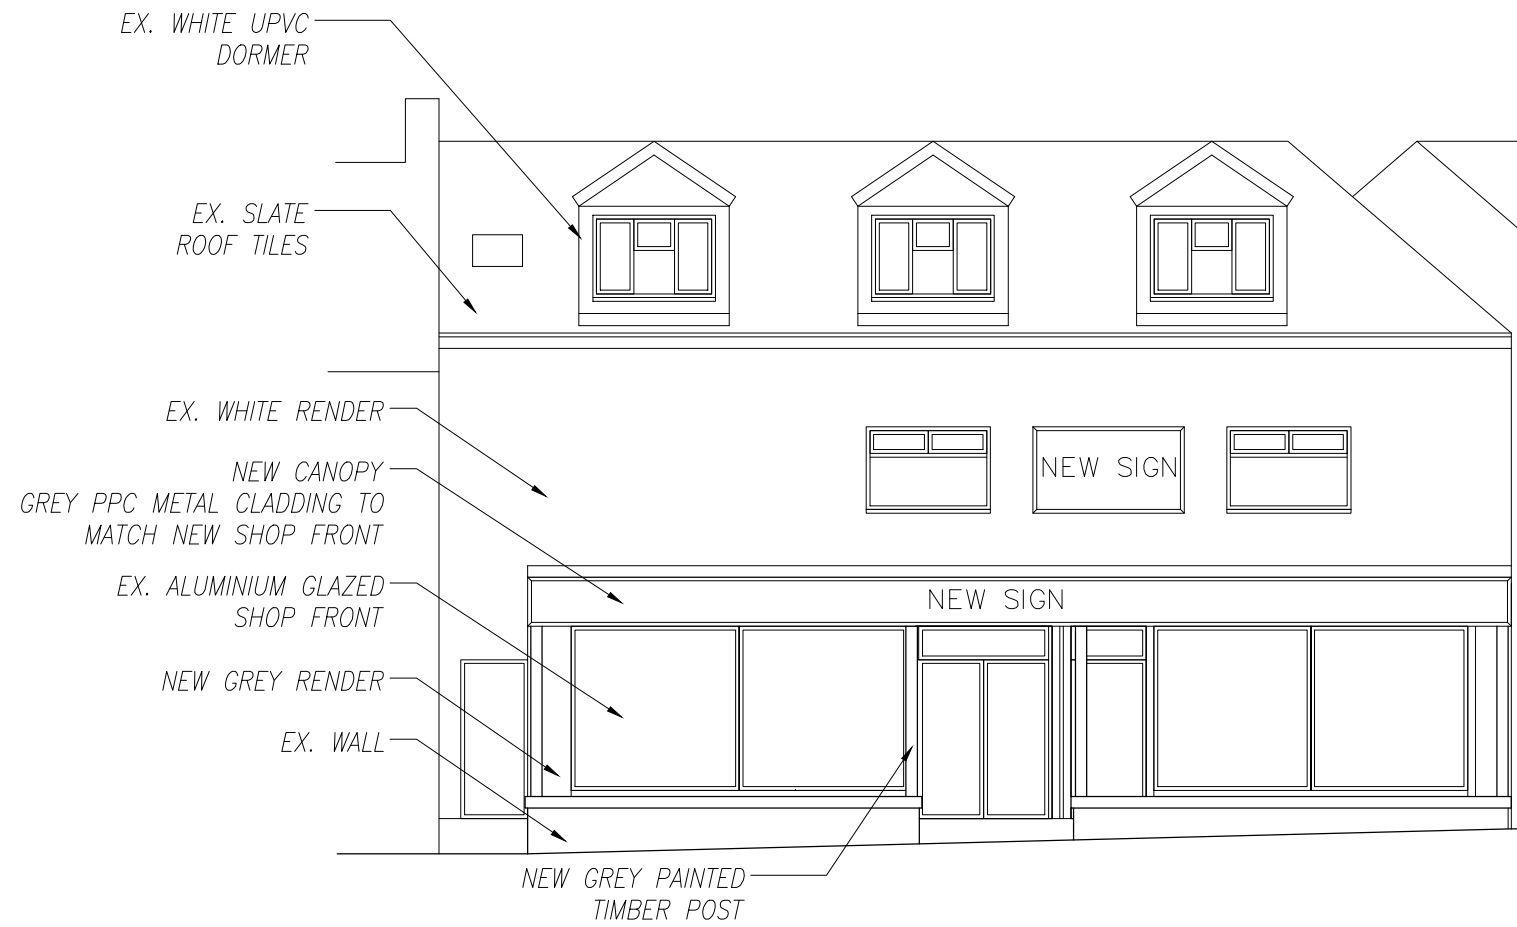 EX. WHITE UPVC
DORMER
EX. SLATE
ROOF TILES
EX. WHITE RENDER
NEW CANOPY
GREY PPC METAL CLADDING TO
MATCH NEW SHOP FRONT
EX. ALUMINIUM GLAZED
SHOP FRONT
NEW GREY RENDER
EX. WALL
NEW SIGN
NEW SIGN
NEW GREY PAINTED
TIMBER POST